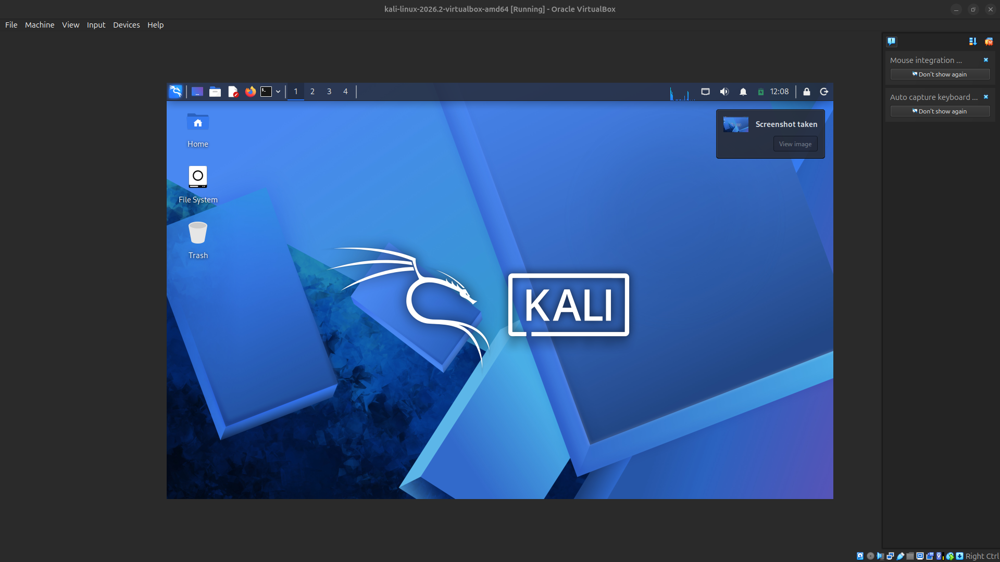 kali-linux-2026.2-virtualbox-amd64 [Running] - Oracle VirtualBox
File Machine View Input Devices Help
Mouse integration ...
Don't show again
Auto capture keyboard ...
Don't show again
1 2 3 4
12:08
Screenshot taken
View image
Home
File System
Trash
KALI
Right Ctrl